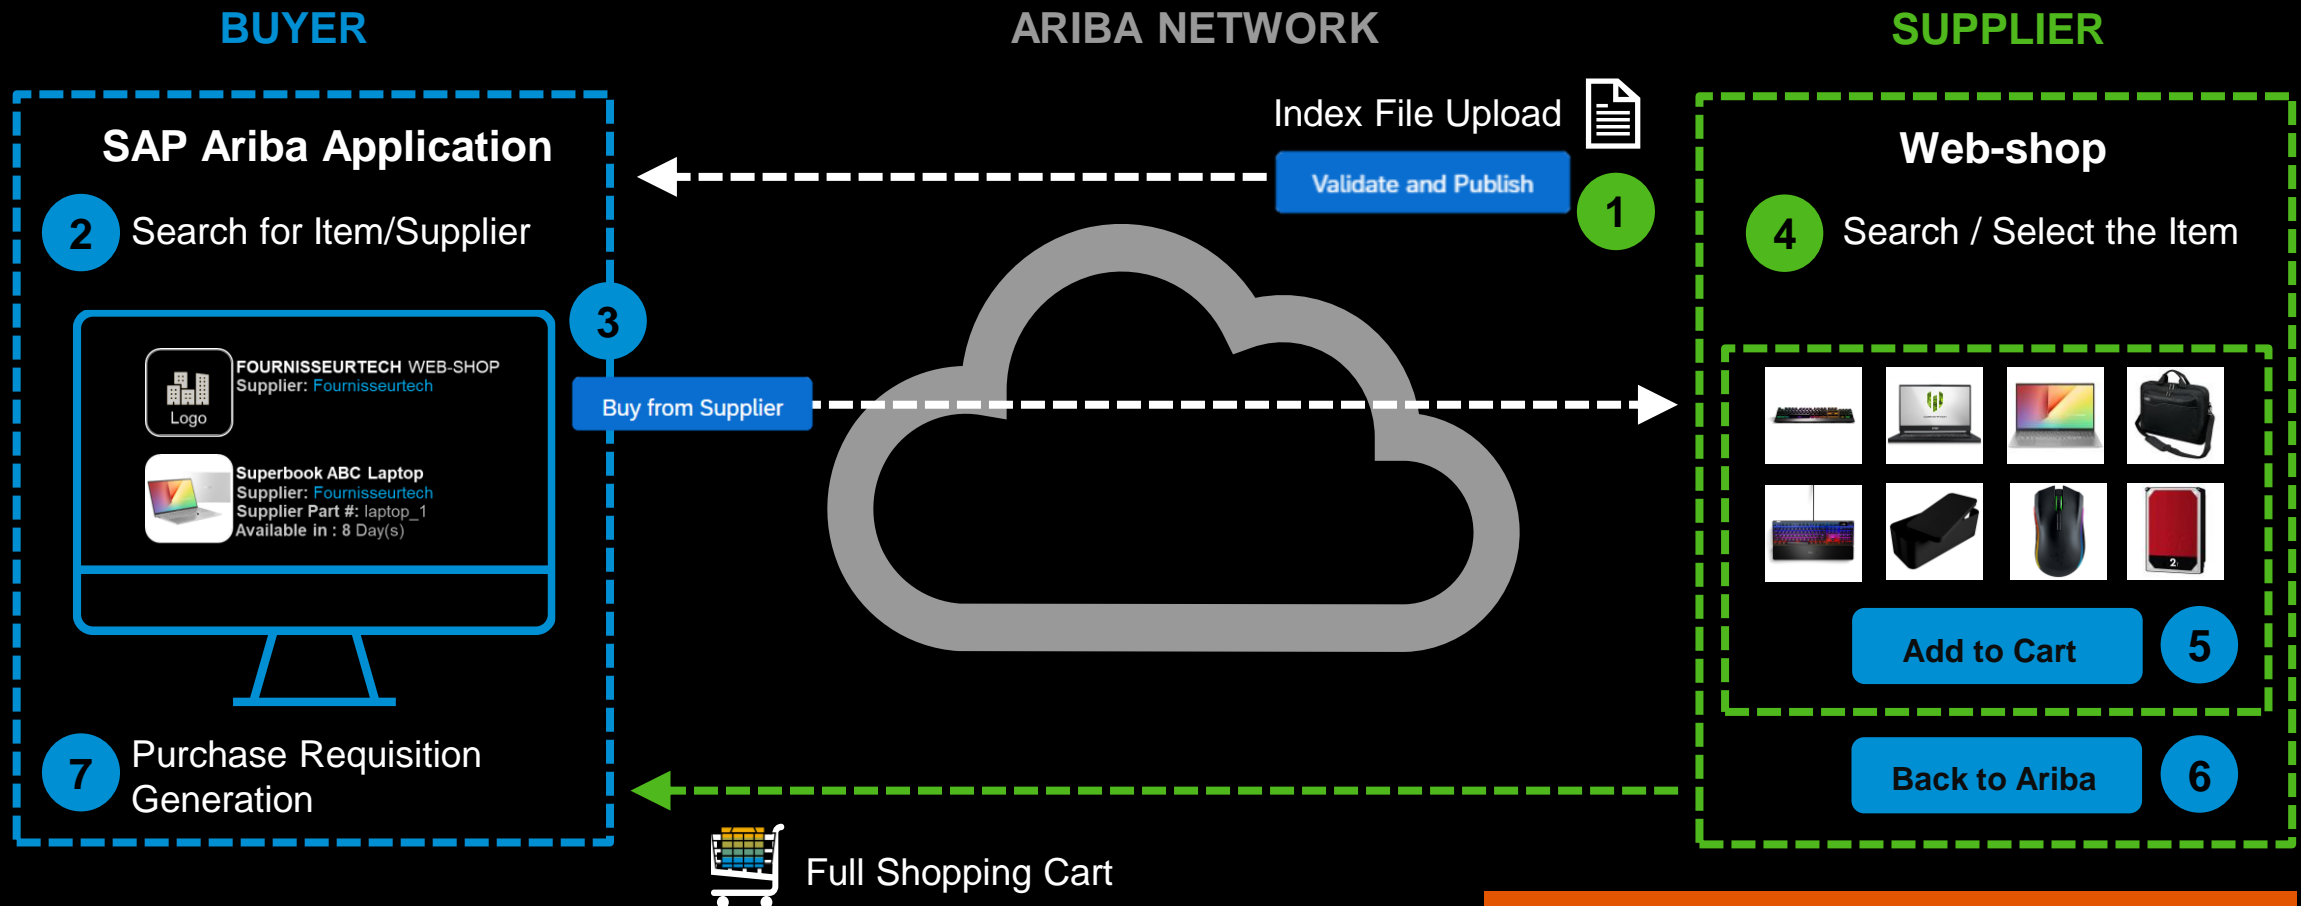 BUYER
ARIBA NETWORK
SUPPLIER
Index File Upload
Validate and Publish
1
SAP Ariba Application
2
Search for Item/Supplier
3
FOURNISSEURTECH WEB-SHOP
Supplier: Fournisseurtech
Logo
Superbook ABC Laptop
Supplier: Fournisseurtech
Supplier Part #: laptop_1
Available in : 8 Day(s)
Buy from Supplier
Web-shop
4
Search / Select the Item
Add to Cart
5
Back to Ariba
6
7
Purchase Requisition
Generation
Full Shopping Cart